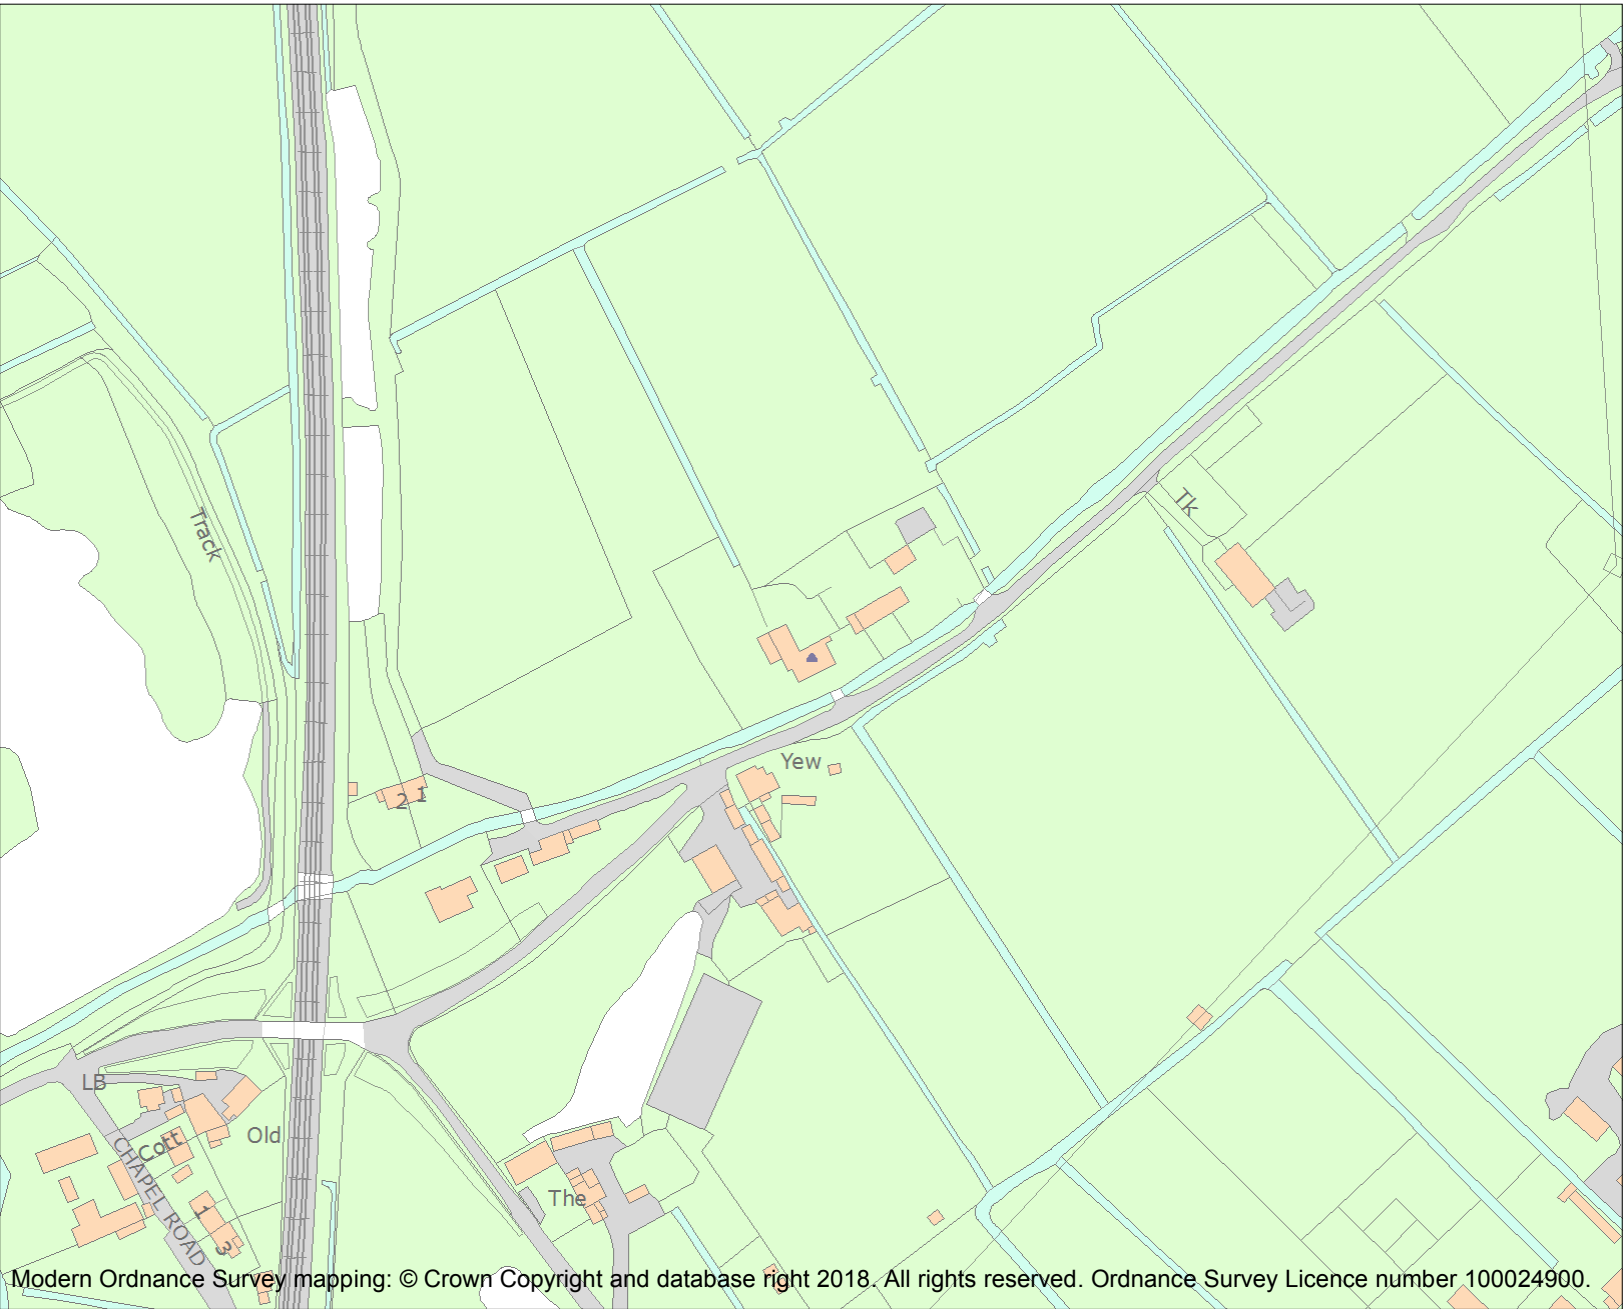 Track
Tk
Yew
2 1
LB
Cott
Old
CHAPEL ROAD
The
1
3
Modern Ordnance Survey mapping: © Crown Copyright and database right 2018. All rights reserved. Ordnance Survey Licence number 100024900.